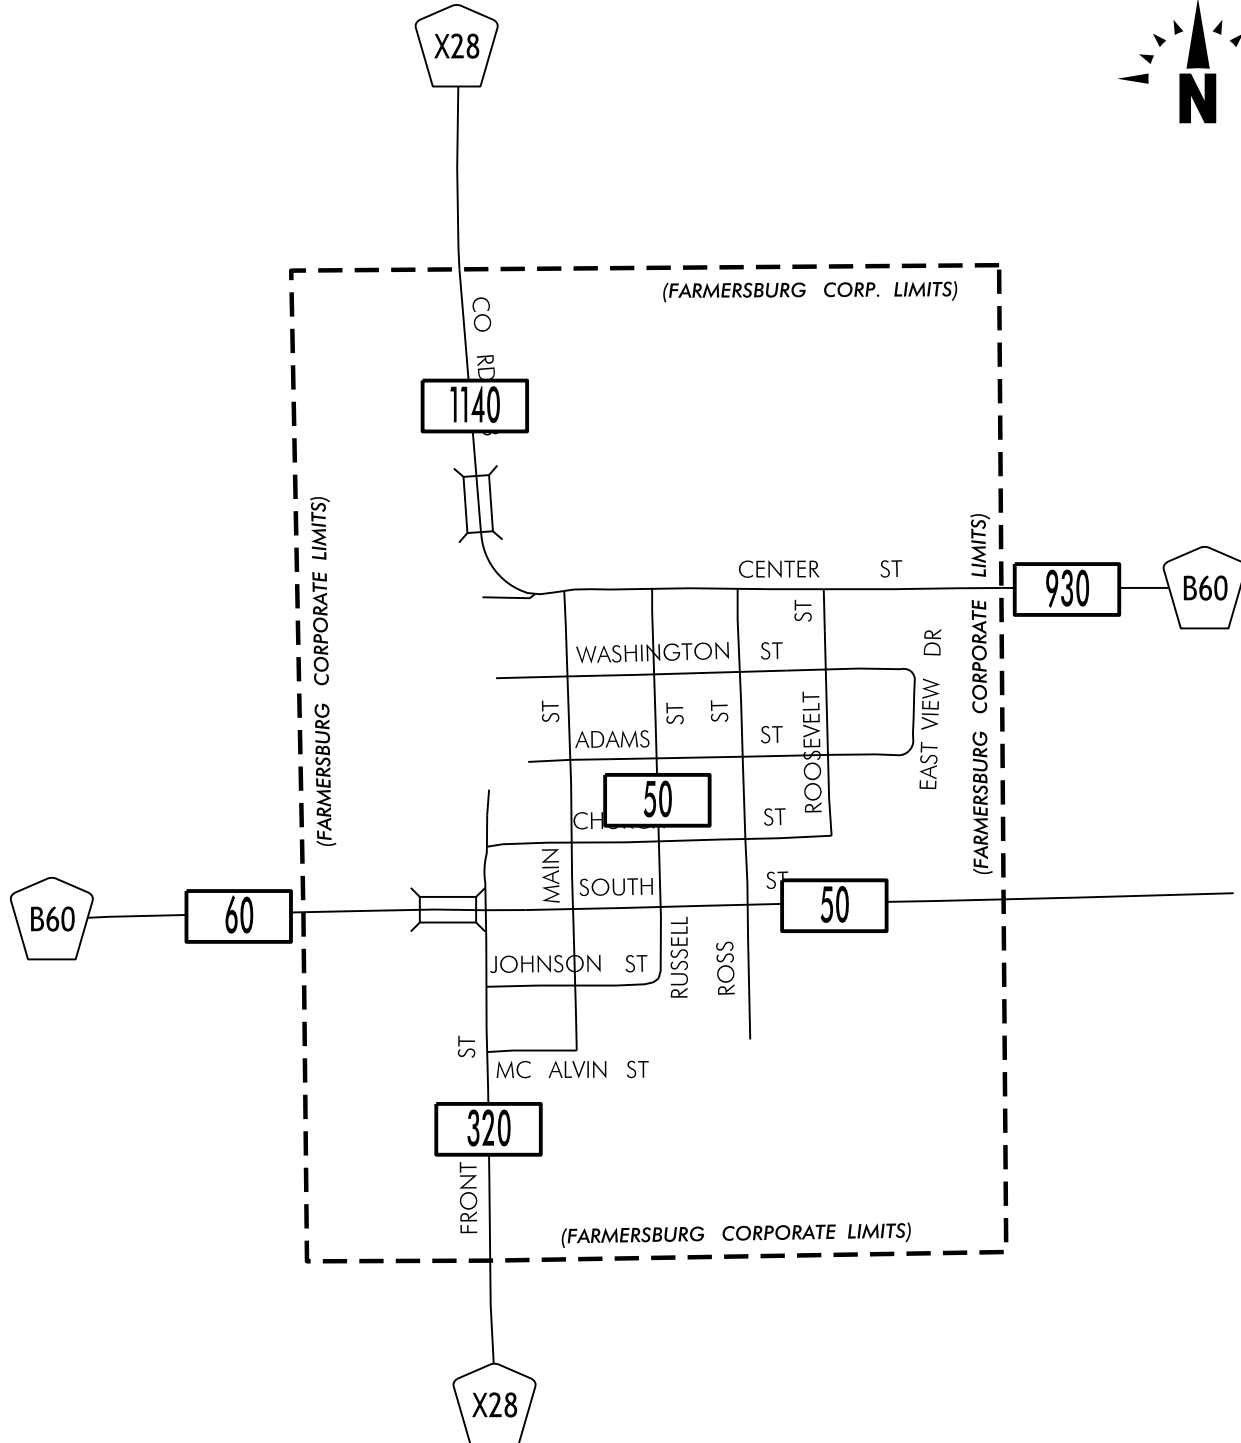 X28
N
(FARMERSBURG CORP. LIMITS)
CO RD
1140
(FARMERSBURG CORPORATE LIMITS)
(FARMERSBURG CORPORATE LIMITS)
CENTER ST
930
B60
ST
WASHINGTON ST
EAST VIEW DR
ST
ST
ST
ADAMS ST
ROOSEVELT
50
ST
MAIN
SOUTH ST
50
B60
60
JOHNSON ST
RUSSELL
ROSS
ST
MC ALVIN ST
320
FRONT
(FARMERSBURG CORPORATE LIMITS)
X28